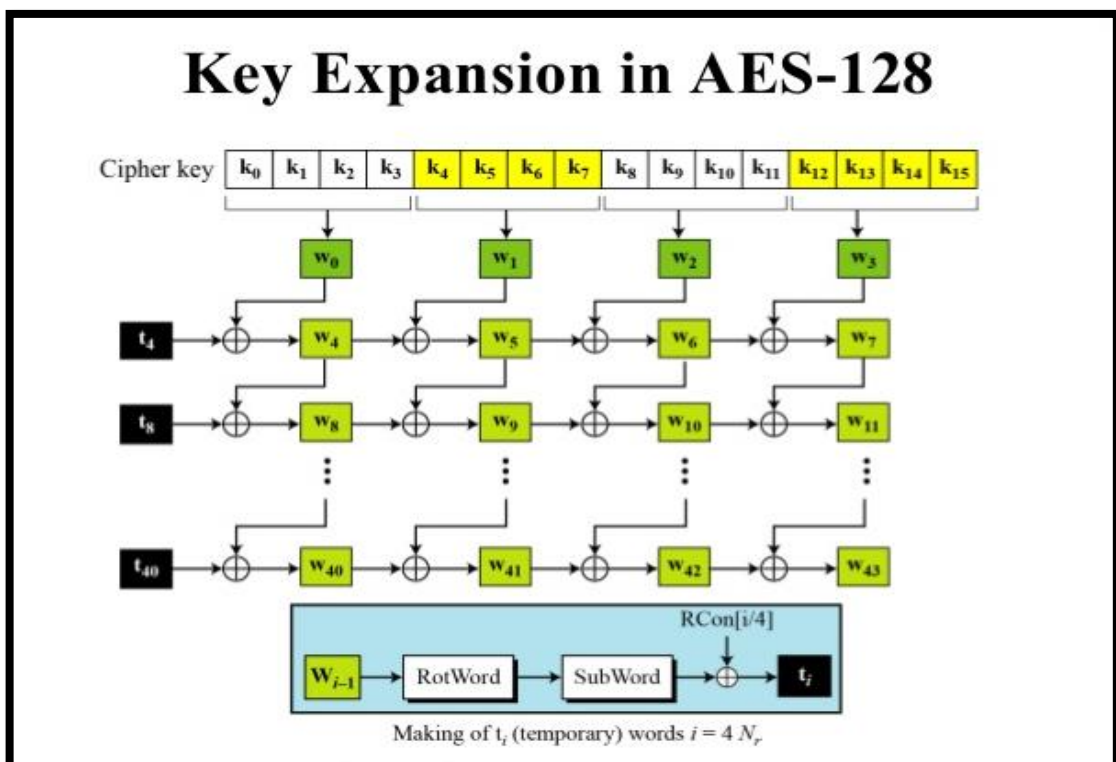 Key Expansion in AES-128
Cipher key k₀ k₁ k₂ k₃ k₄ k₅ k₆ k₇ k₈ k₉ k₁₀ k₁₁ k₁₂ k₁₃ k₁₄ k₁₅
w₀ w₁ w₂ w₃
t₄ w₄ w₅ w₆ w₇
t₈ w₈ w₉ w₁₀ w₁₁
t₄₀ w₄₀ w₄₁ w₄₂ w₄₃
RCon[i/4]
Wᵢ₋₁ RotWord SubWord tᵢ
Making of tᵢ (temporary) words i = 4 Nᵣ